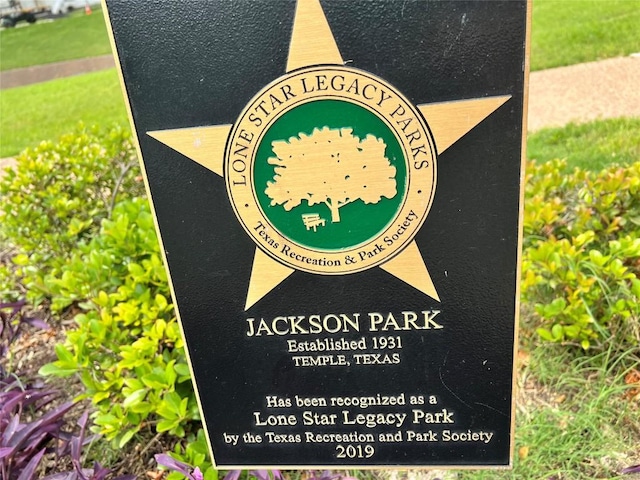 LONE STAR LEGACY PARKS
Texas Recreation & Park Society
JACKSON PARK
Established 1931
TEMPLE, TEXAS
Has been recognized as a
Lone Star Legacy Park
by the Texas Recreation and Park Society
2019